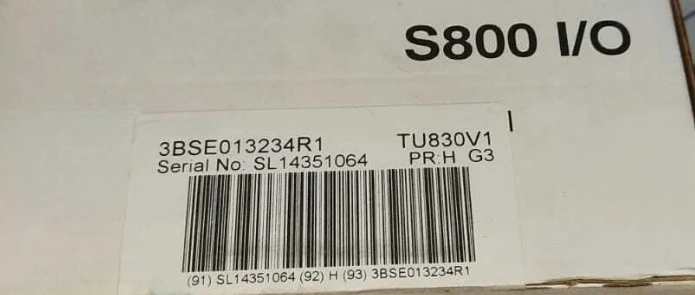 S800 I/O
3BSE013234R1 TU830V1
Serial No: SL14351064 PR:H G3
(91) SL14351064 (92) H (93) 3BSE013234R1